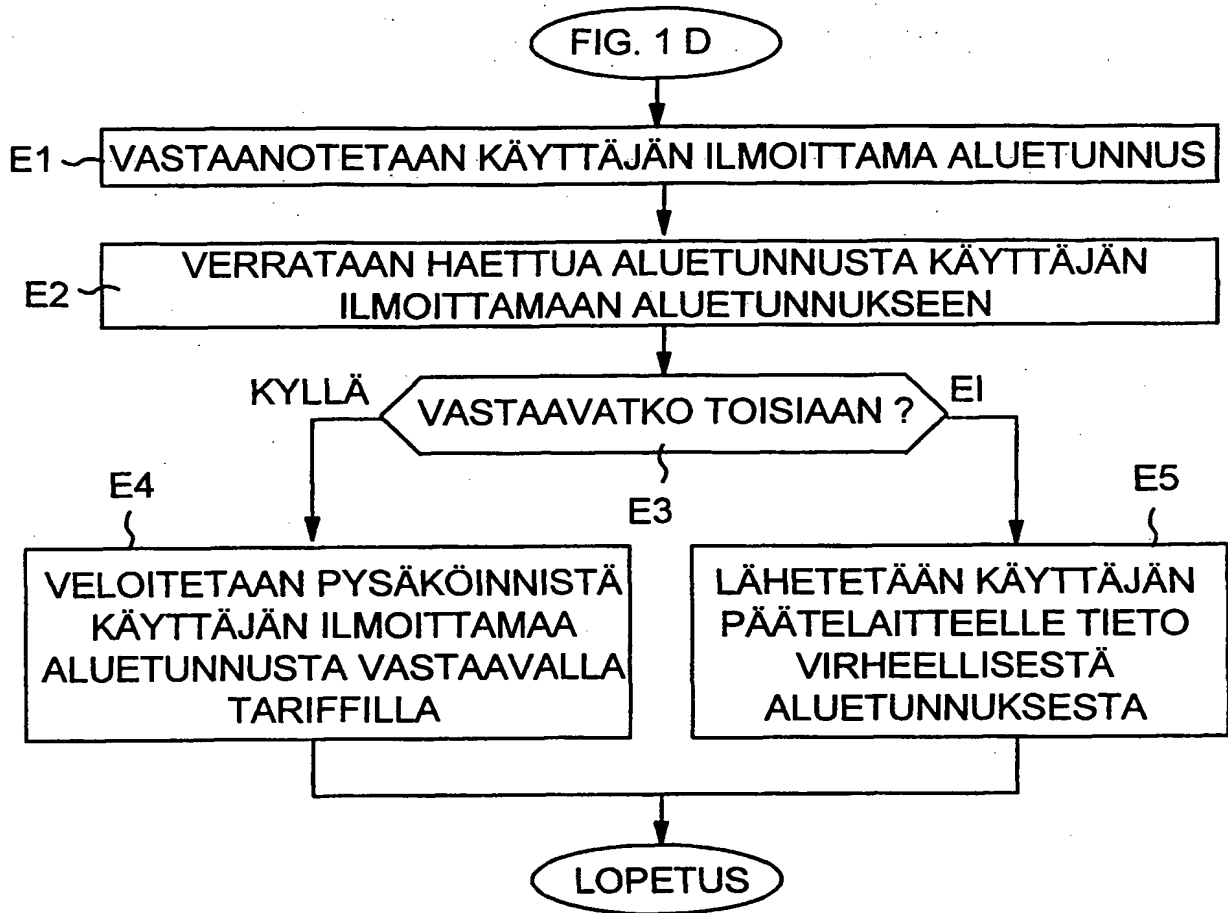 FIG. 1 D
E1
VASTAANOTETAAN KÄYTTÄJÄN ILMOITTAMA ALUETUNNUS
E2
VERRATAAN HAETTUA ALUETUNNUSTA KÄYTTÄJÄN
ILMOITTAMAAN ALUETUNNUKSEEN
KYLLÄ
VASTAAVATKO TOISIAAN ?
EI
E3
E4
VELOITETAAN PYSÄKÖINNISTÄ
KÄYTTÄJÄN ILMOITTAMAA
ALUETUNNUSTA VASTAAVALLA
TARIFFILLA
E5
LÄHETETÄÄN KÄYTTÄJÄN
PÄÄTELAITTEELLE TIETO
VIRHEELLISESTÄ
ALUETUNNUKSESTA
LOPETUS